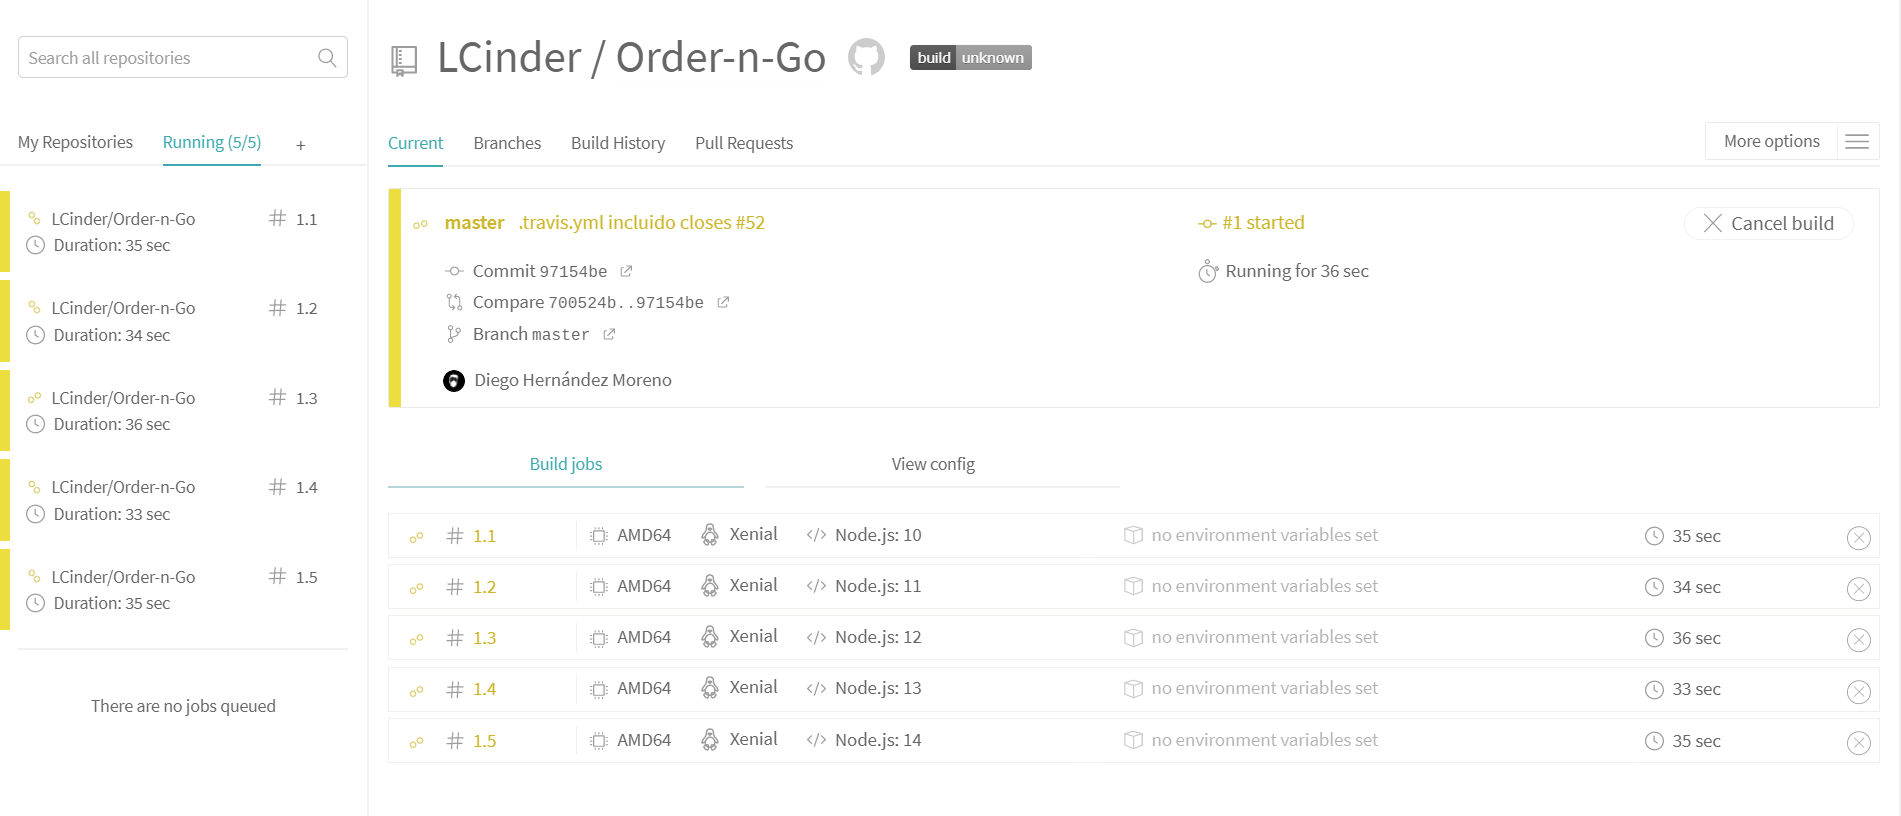 Search all repositories
LCinder / Order-n-Go
build unknown
My Repositories Running (5/5) +
Current Branches Build History Pull Requests
More options
LCinder/Order-n-Go # 1.1
Duration: 35 sec
LCinder/Order-n-Go # 1.2
Duration: 34 sec
LCinder/Order-n-Go # 1.3
Duration: 36 sec
LCinder/Order-n-Go # 1.4
Duration: 33 sec
LCinder/Order-n-Go # 1.5
Duration: 35 sec
There are no jobs queued
master .travis.yml incluido closes #52
#1 started
Cancel build
Commit 97154be
Running for 36 sec
Compare 700524b..97154be
Branch master
Diego Hernández Moreno
Build jobs View config
# 1.1 AMD64 Xenial </> Node.js: 10 no environment variables set 35 sec
# 1.2 AMD64 Xenial </> Node.js: 11 no environment variables set 34 sec
# 1.3 AMD64 Xenial </> Node.js: 12 no environment variables set 36 sec
# 1.4 AMD64 Xenial </> Node.js: 13 no environment variables set 33 sec
# 1.5 AMD64 Xenial </> Node.js: 14 no environment variables set 35 sec